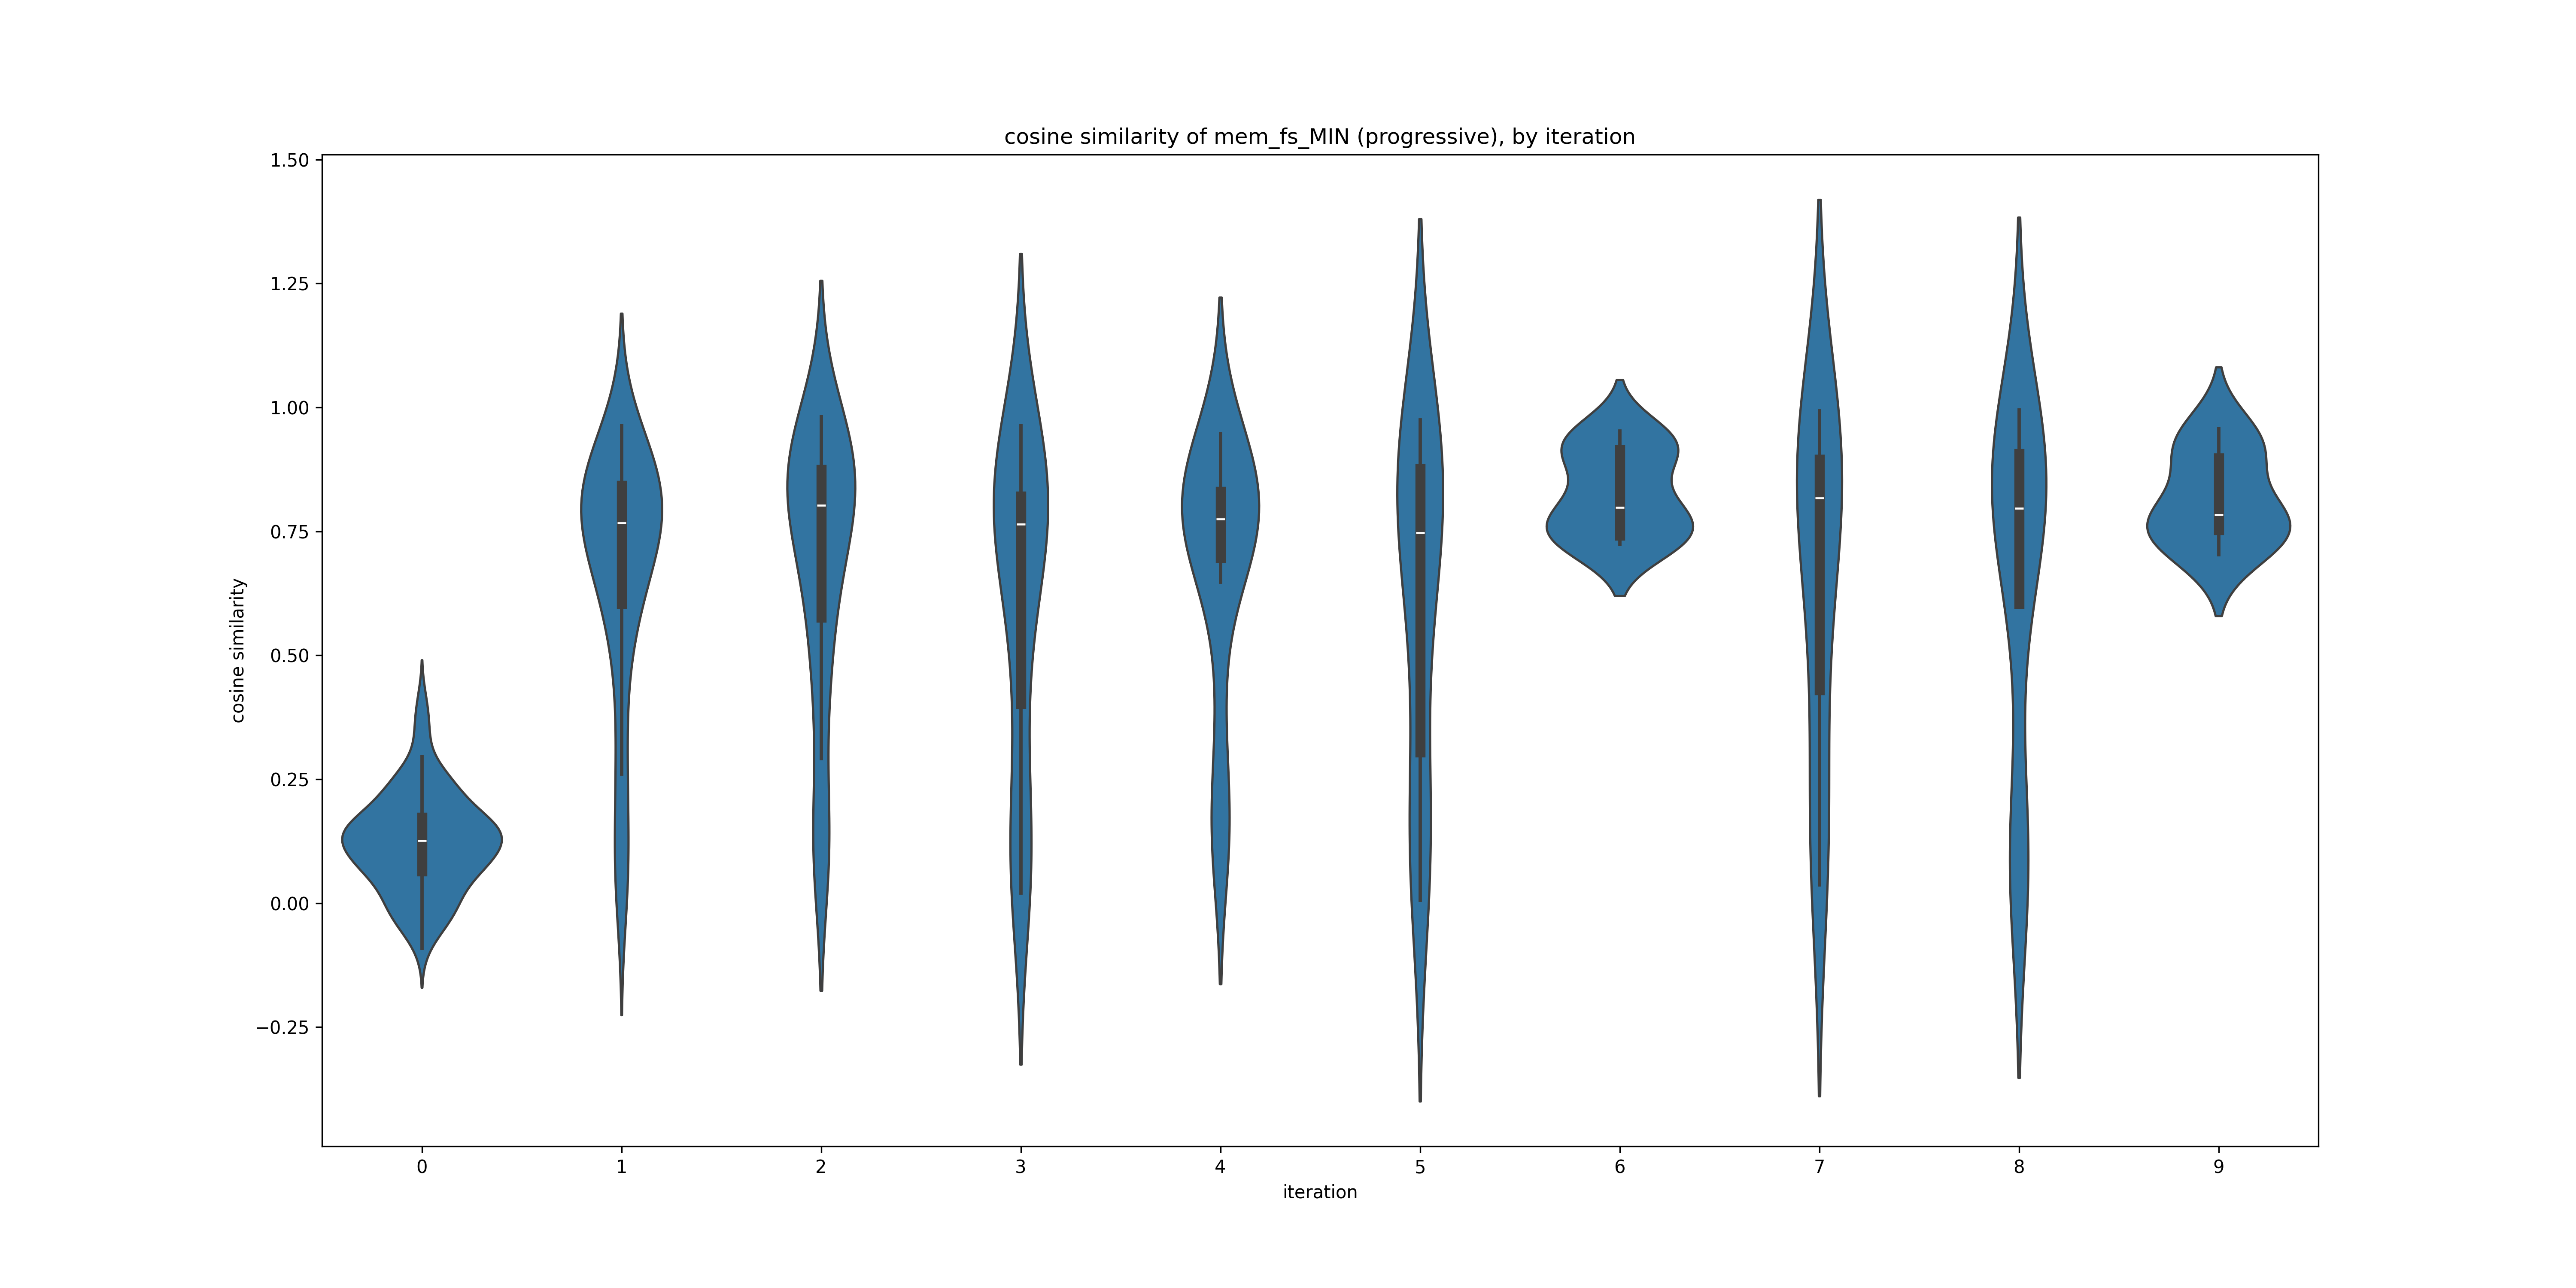 cosine similarity of mem_fs_MIN (progressive), by iteration
1.50
1.25
1.00
0.75
0.50
0.25
0.00
−0.25
cosine similarity
0 1 2 3 4 5 6 7 8 9
iteration